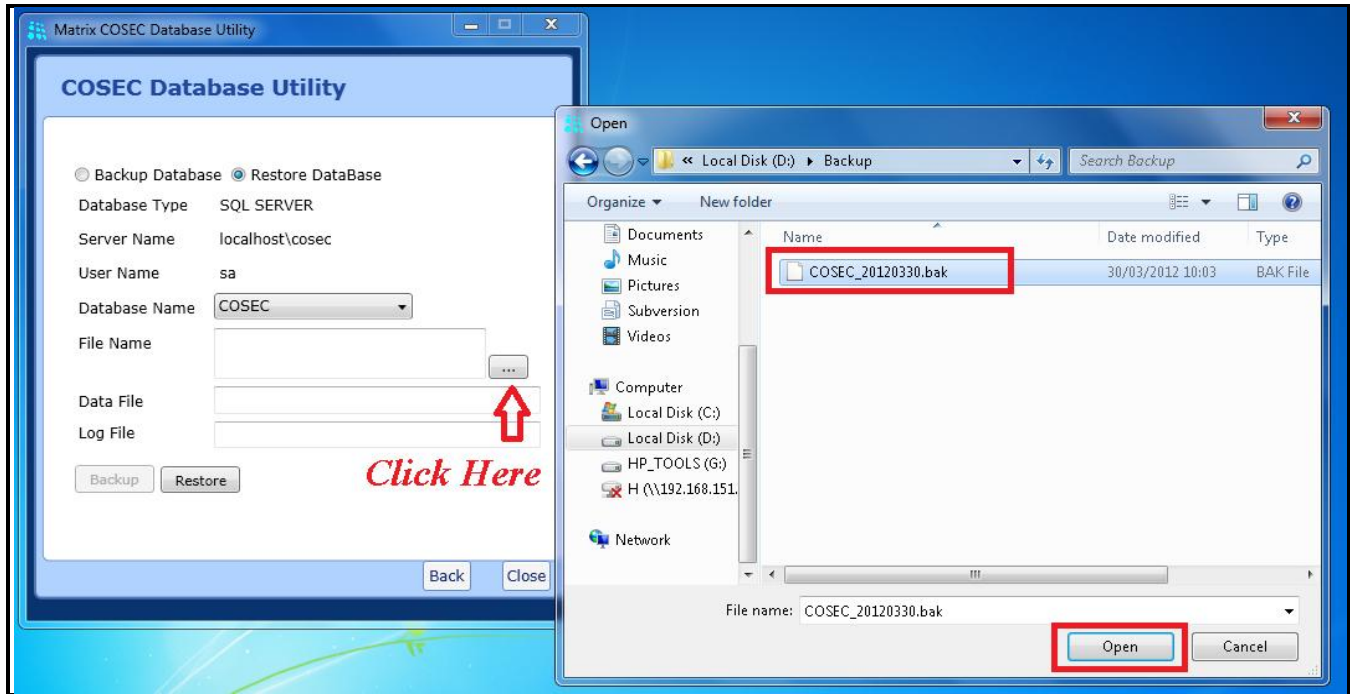 Matrix COSEC Database Utility
COSEC Database Utility
Backup Database Restore DataBase
Database Type SQL SERVER
Server Name localhost\cosec
User Name sa
Database Name COSEC
File Name
...
Data File
Log File
Backup Restore
Click Here
Back Close
Open
« Local Disk (D:) Backup Search Backup
Organize New folder
Documents
Music
Pictures
Subversion
Videos
Computer
Local Disk (C:)
Local Disk (D:)
HP_TOOLS (G:)
H (\\192.168.151.
Network
Name Date modified Type
COSEC_20120330.bak 30/03/2012 10:03 BAK File
File name: COSEC_20120330.bak
Open Cancel